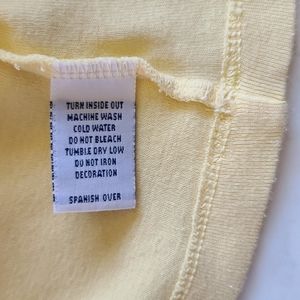 TURN INSIDE OUT
MACHINE WASH
COLD WATER
DO NOT BLEACH
TUMBLE DRY LOW
DO NOT IRON
DECORATION
SPANISH OVER